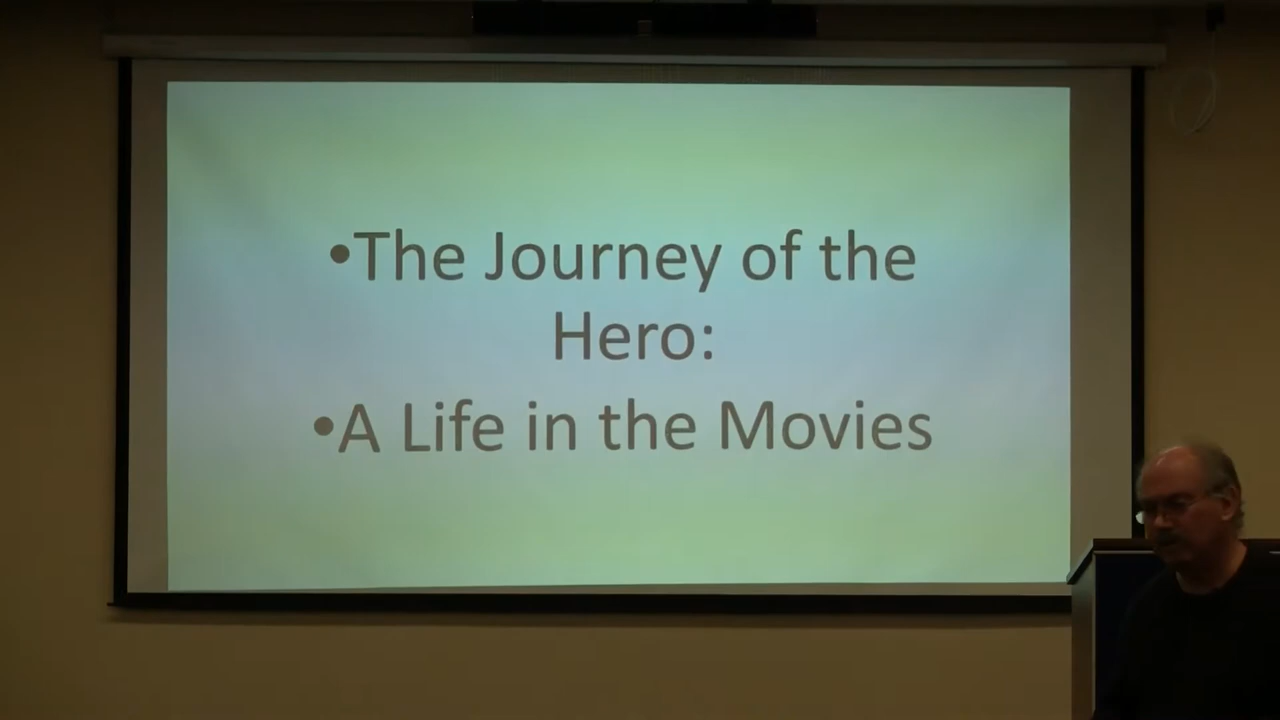 •The Journey of the
Hero:
•A Life in the Movies